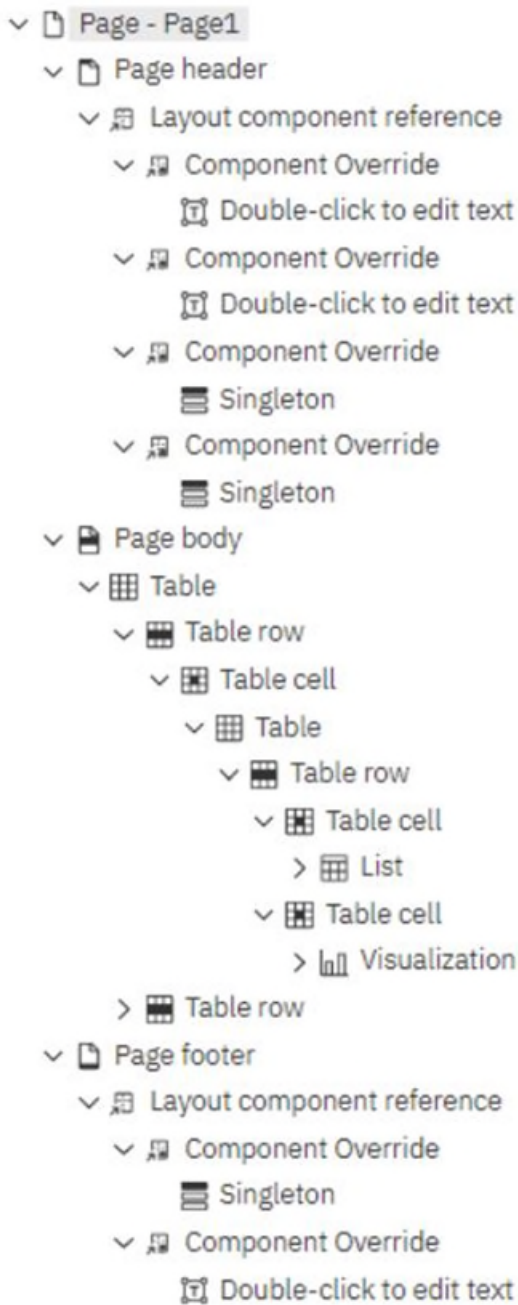 Page - Page1
Page header
Layout component reference
Component Override
Double-click to edit text
Component Override
Double-click to edit text
Component Override
Singleton
Component Override
Singleton
Page body
Table
Table row
Table cell
Table
Table row
Table cell
List
Table cell
Visualization
Table row
Page footer
Layout component reference
Component Override
Singleton
Component Override
Double-click to edit text